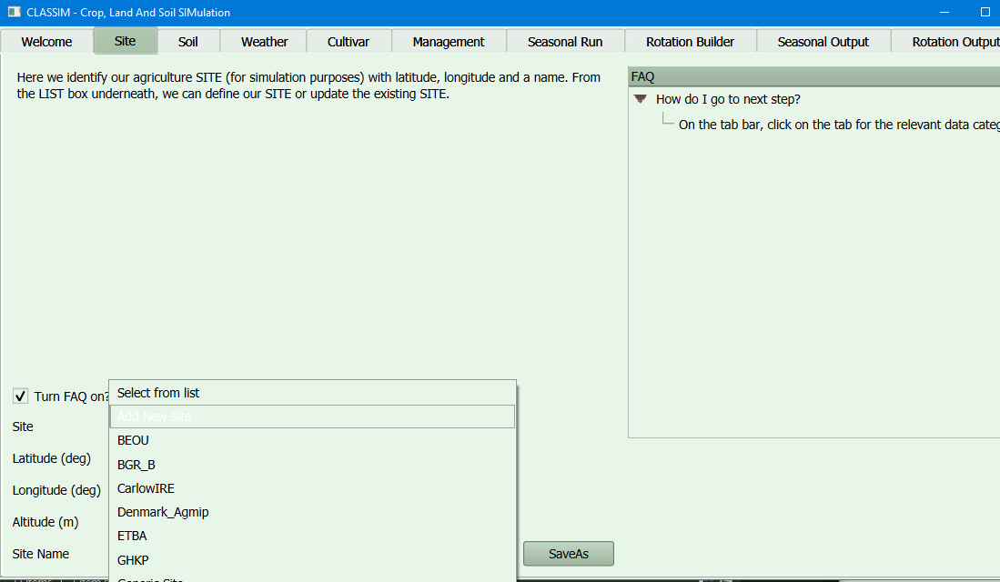 CLASSIM - Crop, Land And Soil SIMulation
Welcome Site Soil Weather Cultivar Management Seasonal Run Rotation Builder Seasonal Output Rotation Output
Here we identify our agriculture SITE (for simulation purposes) with latitude, longitude and a name. From
the LIST box underneath, we can define our SITE or update the existing SITE.
FAQ
How do I go to next step?
On the tab bar, click on the tab for the relevant data categ
Turn FAQ on?
Select from list
Add New Site
BEOU
BGR_B
CarlowIRE
Denmark_Agmip
ETBA
GHKP
Generic Site
Site
Latitude (deg)
Longitude (deg)
Altitude (m)
Site Name
SaveAs